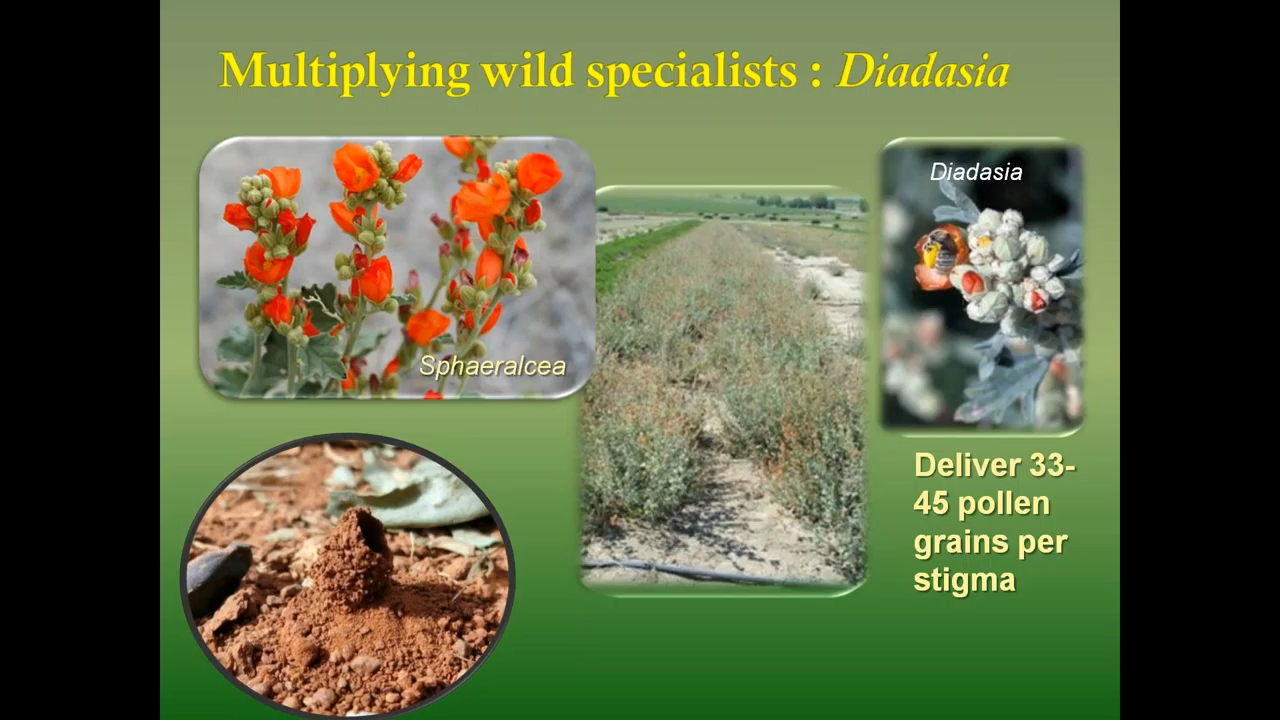 Multiplying wild specialists : Diadasia
Diadasia
Sphaeralcea
Deliver 33-
45 pollen
grains per
stigma